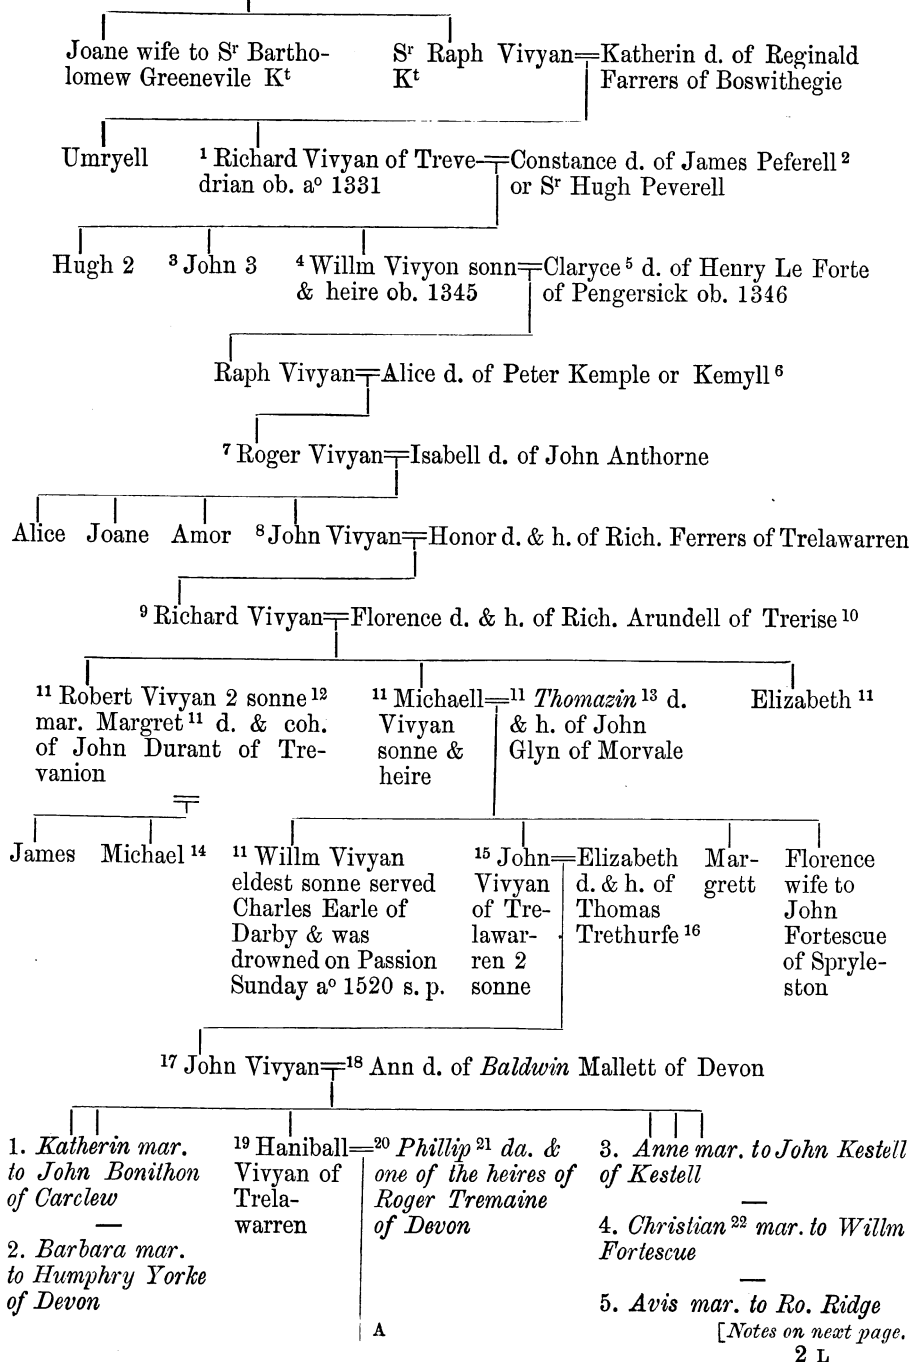 Joane wife to Sʳ Bartho-
lomew Greenevile Kᵗ
Sʳ Raph Vivyan=Katherin d. of Reginald
Kᵗ
Farrers of Boswithegie
Umryell
¹ Richard Vivyan of Treve-
drian ob. aᵒ 1331
Constance d. of James Peferell ²
or Sʳ Hugh Peverell
Hugh 2
³ John 3
⁴ Willm Vivyon sonn
& heire ob. 1345
Claryce ⁵ d. of Henry Le Forte
of Pengersick ob. 1346
Raph Vivyan=Alice d. of Peter Kemple or Kemyll ⁶
⁷ Roger Vivyan=Isabell d. of John Anthorne
Alice
Joane
Amor
⁸ John Vivyan=Honor d. & h. of Rich. Ferrers of Trelawarren
⁹ Richard Vivyan=Florence d. & h. of Rich. Arundell of Trerise ¹⁰
¹¹ Robert Vivyan 2 sonne ¹²
mar. Margret ¹¹ d. & coh.
of John Durant of Tre-
vanion
¹¹ Michaell
Vivyan
sonne &
heire
=¹¹ Thomazin ¹³ d.
& h. of John
Glyn of Morvale
Elizabeth ¹¹
James
Michael ¹⁴
¹¹ Willm Vivyan
eldest sonne served
Charles Earle of
Darby & was
drowned on Passion
Sunday aᵒ 1520 s. p.
¹⁵ John
Vivyan
of Tre-
lawar-
ren 2
sonne
=Elizabeth
d. & h. of
Thomas
Trethurfe ¹⁶
Mar-
grett
Florence
wife to
John
Fortescue
of Spryle-
ston
¹⁷ John Vivyan=¹⁸ Ann d. of Baldwin Mallett of Devon
1. Katherin mar.
to John Bonithon
of Carclew
2. Barbara mar.
to Humphry Yorke
of Devon
¹⁹ Haniball
Vivyan of
Trela-
warren
=²⁰ Phillip ²¹ da. &
one of the heires of
Roger Tremaine
of Devon
A
3. Anne mar. to John Kestell
of Kestell
4. Christian ²² mar. to Willm
Fortescue
5. Avis mar. to Ro. Ridge
[Notes on next page.
2 L